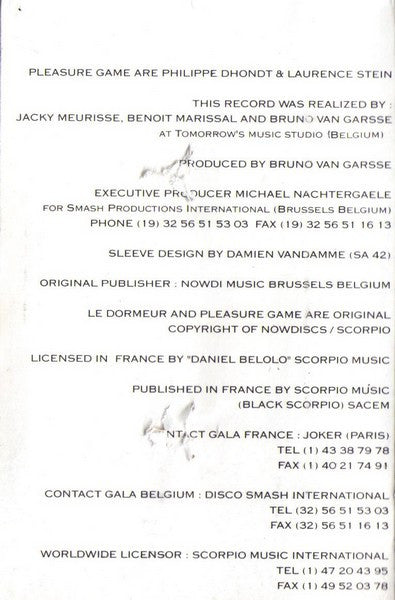 PLEASURE GAME ARE PHILIPPE DHONDT & LAURENCE STEIN
THIS RECORD WAS REALIZED BY :
JACKY MEURISSE, BENOIT MARISSAL AND BRUNO VAN GARSSE
AT TOMORROW'S MUSIC STUDIO (BELGIUM)
PRODUCED BY BRUNO VAN GARSSE
EXECUTIVE PRODUCER MICHAEL NACHTERGAELE
FOR SMASH PRODUCTIONS INTERNATIONAL (BRUSSELS BELGIUM)
PHONE (19) 32 56 51 53 03 FAX (19) 32 56 51 16 13
SLEEVE DESIGN BY DAMIEN VANDAMME (SA 42)
ORIGINAL PUBLISHER : NOWDI MUSIC BRUSSELS BELGIUM
LE DORMEUR AND PLEASURE GAME ARE ORIGINAL
COPYRIGHT OF NOWDISCS / SCORPIO
LICENSED IN FRANCE BY "DANIEL BELOLO" SCORPIO MUSIC
PUBLISHED IN FRANCE BY SCORPIO MUSIC
(BLACK SCORPIO) SACEM
GALA FRANCE : JOKER (PARIS)
TEL (1) 43 38 79 78
FAX (1) 40 21 74 91
CONTACT GALA BELGIUM : DISCO SMASH INTERNATIONAL
TEL (32) 56 51 53 03
FAX (32) 56 51 16 13
WORLDWIDE LICENSOR : SCORPIO MUSIC INTERNATIONAL
TEL (1) 47 20 43 95
FAX (1) 49 52 03 78